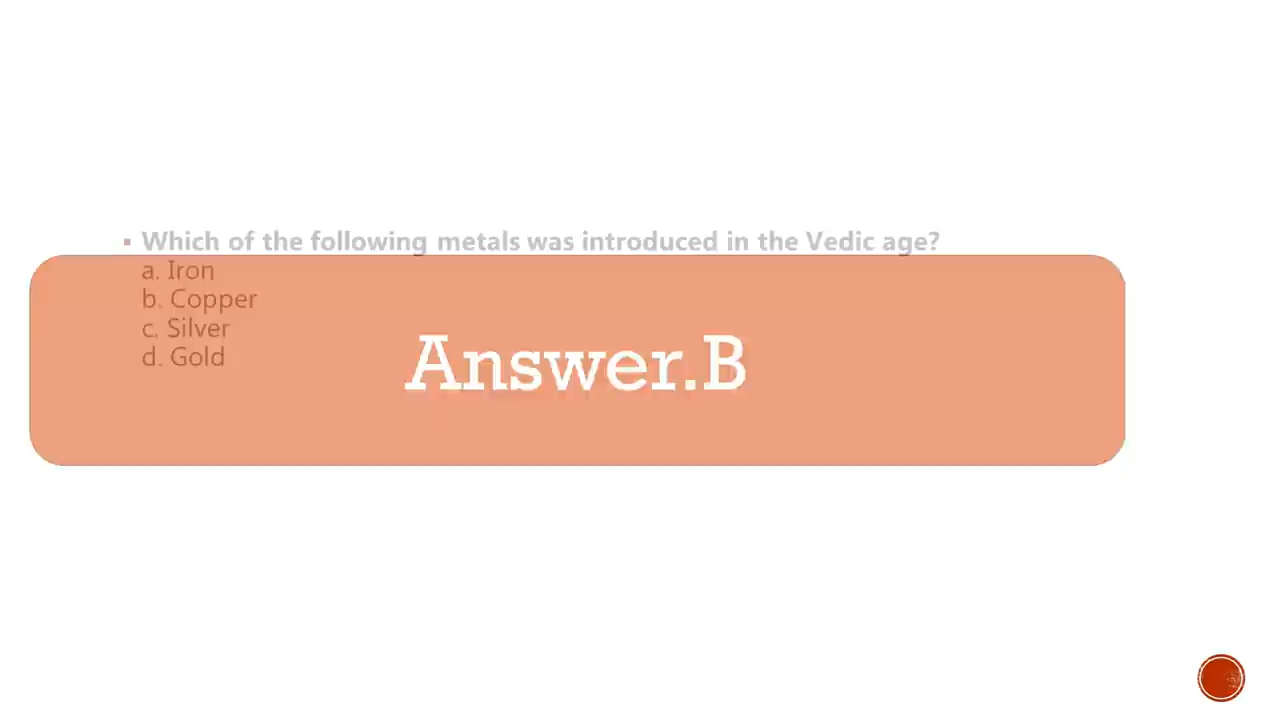 Which of the following metals was introduced in the Vedic age?
a. Iron
b. Copper
c. Silver
d. Gold
Answer.B